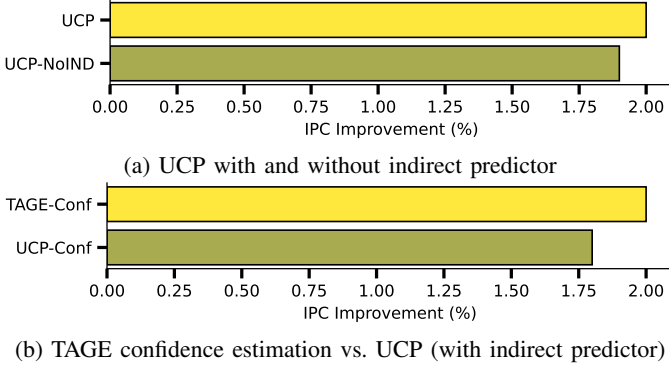 UCP
UCP-NoIND
0.00 0.25 0.50 0.75 1.00 1.25 1.50 1.75 2.00
IPC Improvement (%)
(a) UCP with and without indirect predictor
TAGE-Conf
UCP-Conf
0.00 0.25 0.50 0.75 1.00 1.25 1.50 1.75 2.00
IPC Improvement (%)
(b) TAGE confidence estimation vs. UCP (with indirect predictor)